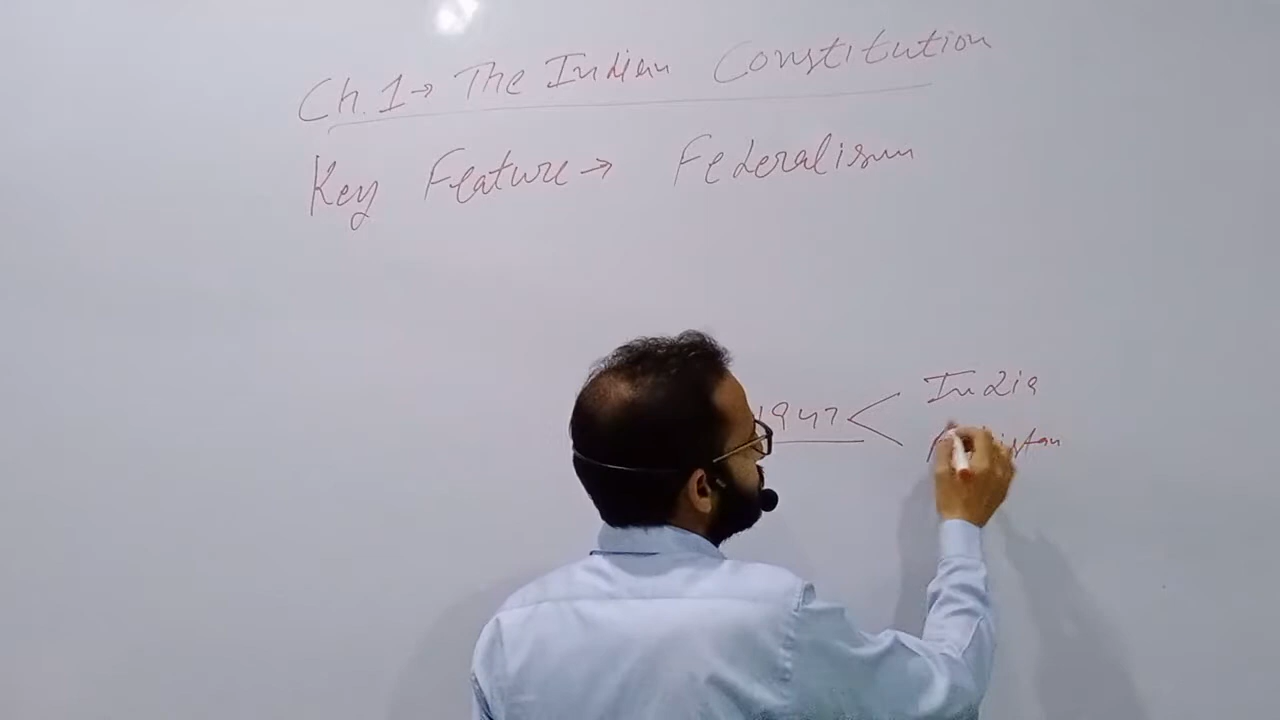 Ch.1→ The Indian Constitution
Key Feature → Federalism
1947 < India